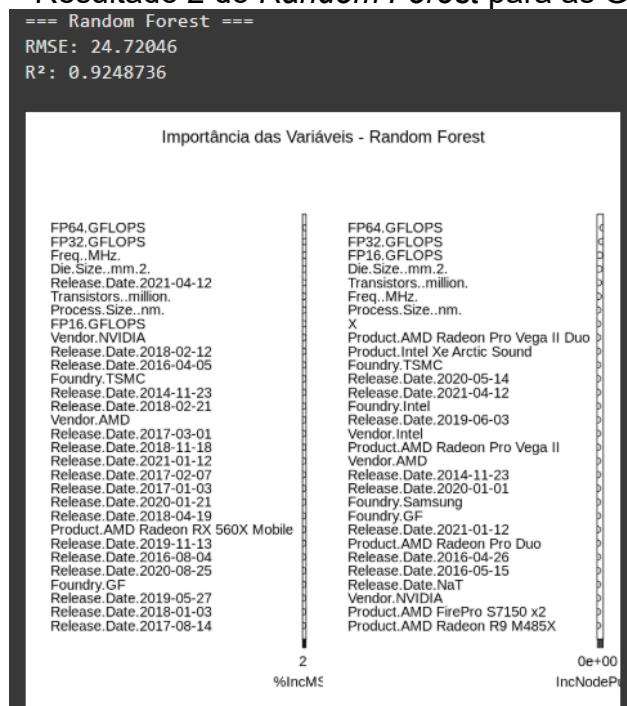 Resultado 2 do Random Forest para as G
=== Random Forest ===
RMSE: 24.72046
R²: 0.9248736
Importância das Variáveis - Random Forest
FP64.GFLOPS
FP32.GFLOPS
Freq..MHz.
Die.Size..mm.2.
Release.Date.2021-04-12
Transistors..million.
Process.Size..nm.
FP16.GFLOPS
Vendor.NVIDIA
Release.Date.2018-02-12
Release.Date.2016-04-05
Foundry.TSMC
Release.Date.2014-11-23
Release.Date.2018-02-21
Vendor.AMD
Release.Date.2017-03-01
Release.Date.2018-11-18
Release.Date.2021-01-12
Release.Date.2017-02-07
Release.Date.2017-01-03
Release.Date.2020-01-21
Release.Date.2018-04-19
Product.AMD Radeon RX 560X Mobile
Release.Date.2019-11-13
Release.Date.2016-08-04
Release.Date.2020-08-25
Foundry.GF
Release.Date.2019-05-27
Release.Date.2018-01-03
Release.Date.2017-08-14
2
%IncMS
FP64.GFLOPS
FP32.GFLOPS
FP16.GFLOPS
Die.Size..mm.2.
Transistors..million.
Freq..MHz.
Process.Size..nm.
X
Product.AMD Radeon Pro Vega II Duo
Product.Intel Xe Arctic Sound
Foundry.TSMC
Release.Date.2020-05-14
Release.Date.2021-04-12
Foundry.Intel
Release.Date.2019-06-03
Vendor.Intel
Product.AMD Radeon Pro Vega II
Vendor.AMD
Release.Date.2014-11-23
Release.Date.2020-01-01
Foundry.Samsung
Foundry.GF
Release.Date.2021-01-12
Product.AMD Radeon Pro Duo
Release.Date.2016-04-26
Release.Date.2016-05-15
Release.Date.NaT
Vendor.NVIDIA
Product.AMD FirePro S7150 x2
Product.AMD Radeon R9 M485X
0e+00
IncNodePu